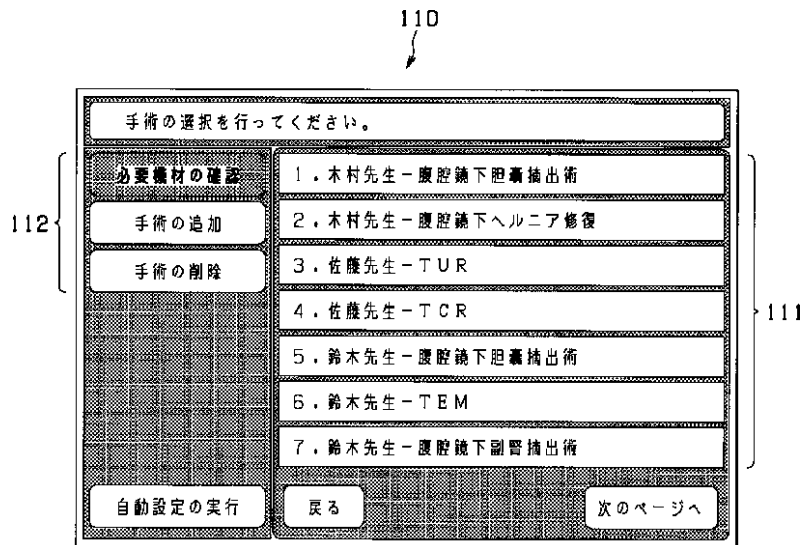 110
手術の選択を行ってください。
112
必要機材の確認
手術の追加
手術の削除
1．木村先生－腹腔鏡下胆嚢摘出術
2．木村先生－腹腔鏡下ヘルニア修復
3．佐藤先生－TUR
4．佐藤先生－TCR
5．鈴木先生－腹腔鏡下胆嚢摘出術
6．鈴木先生－TEM
7．鈴木先生－腹腔鏡下副腎摘出術
111
自動設定の実行
戻る
次のページへ